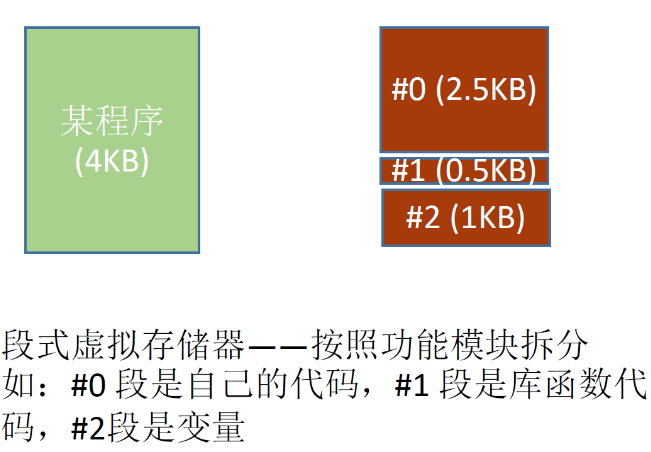 某程序
(4KB)
#0 (2.5KB)
#1 (0.5KB)
#2 (1KB)
段式虚拟存储器——按照功能模块拆分
如：#0 段是自己的代码，#1 段是库函数代
码，#2段是变量